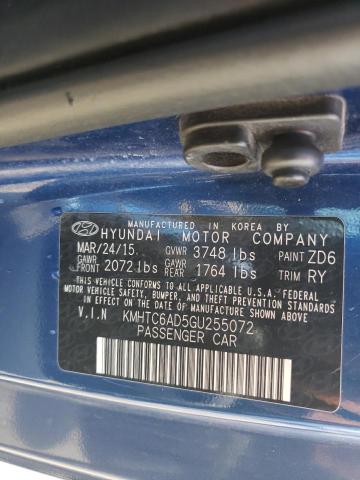 MANUFACTURED IN KOREA BY
HYUNDAI MOTOR COMPANY
MAR/24/15. GVWR 3748 lbs PAINT ZD6
GAWR FRONT 2072 lbs GAWR REAR 1764 lbs TRIM RY
THIS VEHICLE CONFORMS TO ALL APPLICABLE FEDERAL
MOTOR VEHICLE SAFETY, BUMPER, AND THEFT PREVENTION
STANDARDS IN EFFECT ON THE DATE OF MANUFACTURE SHOWN ABOVE.
V.I.N KMHTC6AD5GU255072
PASSENGER CAR